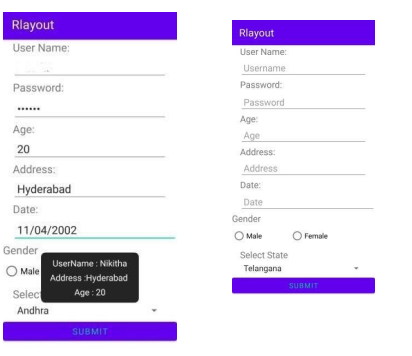 Rlayout
User Name:
Password:
••••••
Age:
20
Address:
Hyderabad
Date:
11/04/2002
Gender
Male
UserName : Nikitha
Address :Hyderabad
Age : 20
Select
Andhra
SUBMIT
Rlayout
User Name:
Username
Password:
Password
Age:
Age
Address:
Address
Date:
Date
Gender
Male Female
Select State
Telangana
SUBMIT